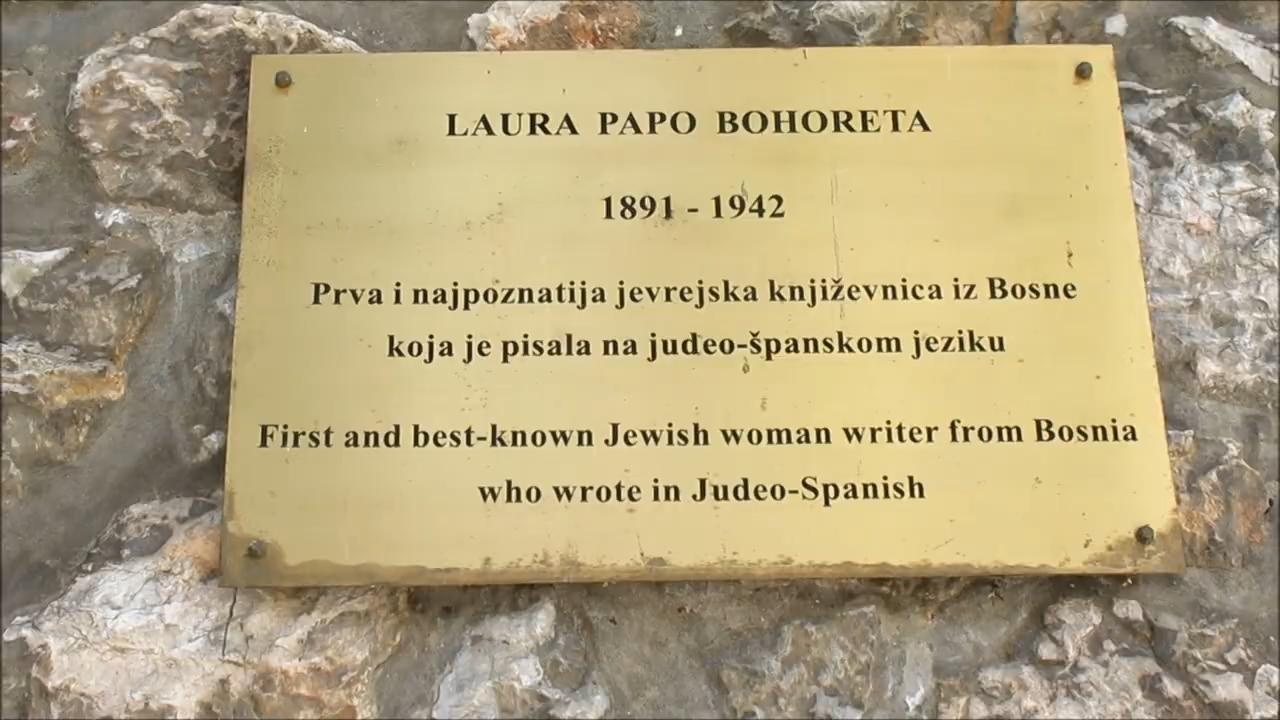 LAURA PAPO BOHORETA
1891 - 1942
Prva i najpoznatija jevrejska književnica iz Bosne
koja je pisala na judeo-španskom jeziku
First and best-known Jewish woman writer from Bosnia
who wrote in Judeo-Spanish